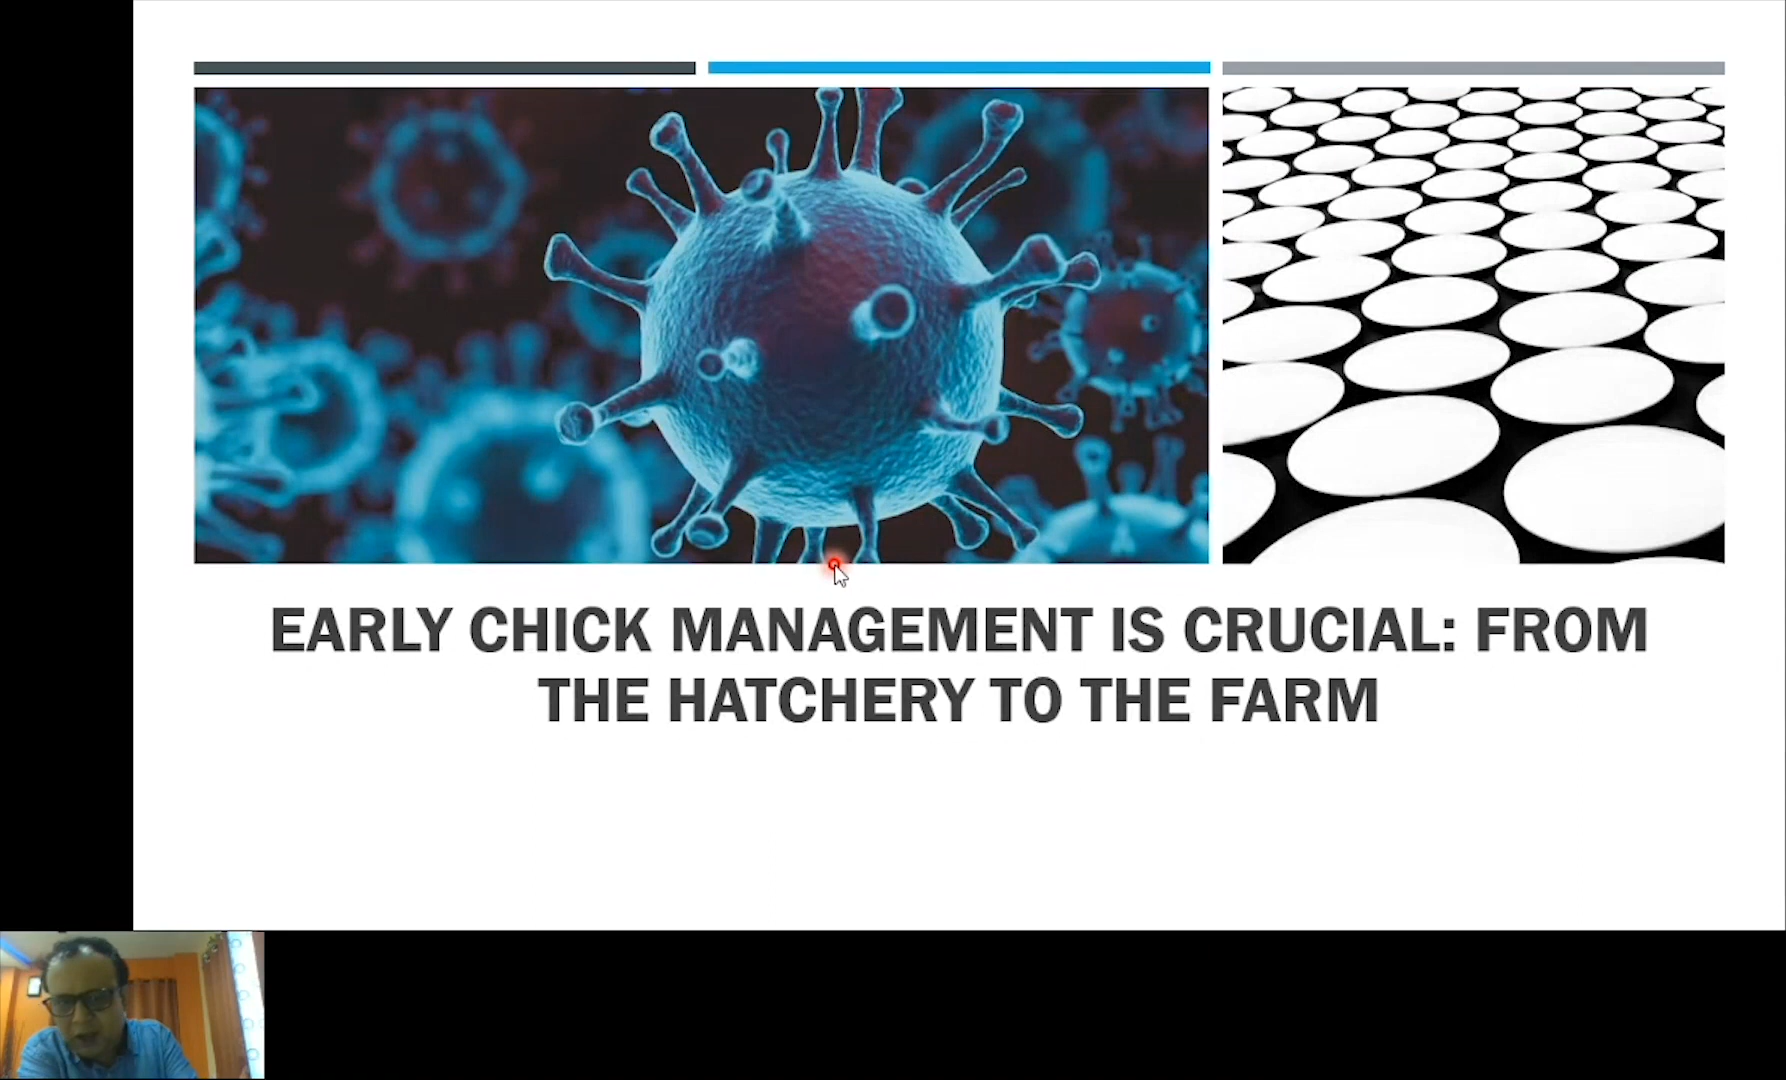 EARLY CHICK MANAGEMENT IS CRUCIAL: FROM
THE HATCHERY TO THE FARM